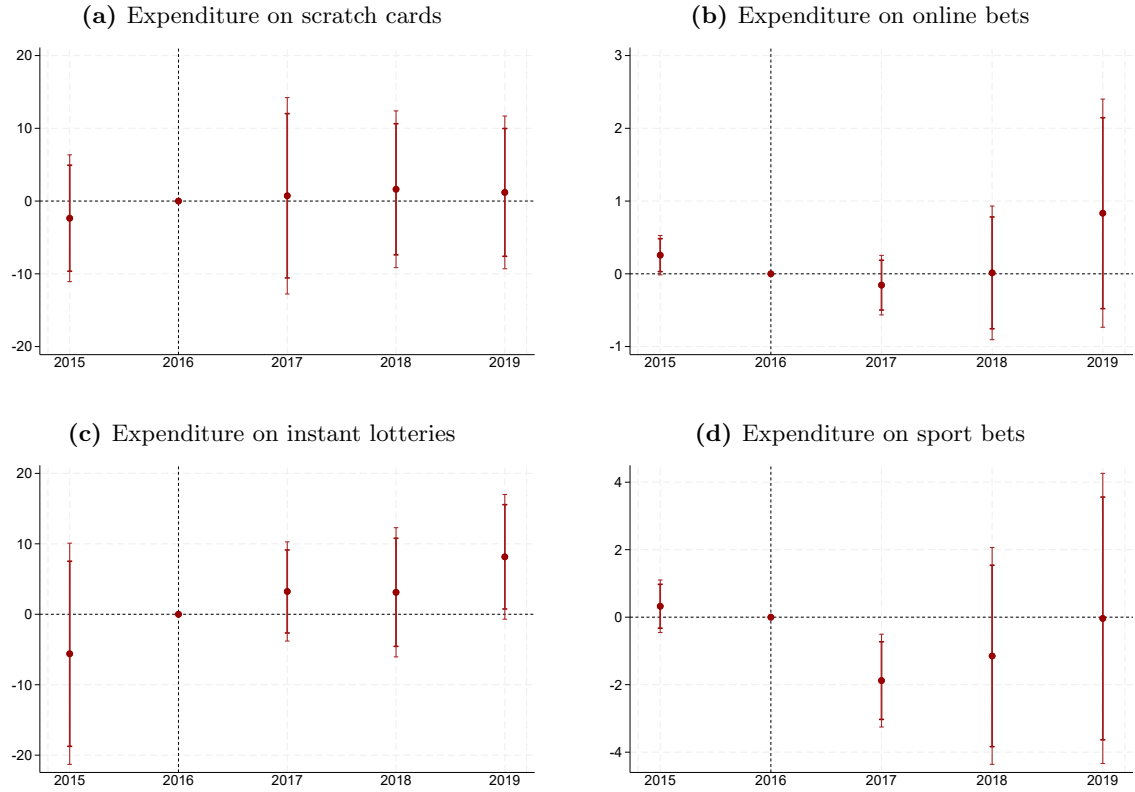 (a) Expenditure on scratch cards
20
10
0
-10
-20
2015 2016 2017 2018 2019
(b) Expenditure on online bets
3
2
1
0
-1
2015 2016 2017 2018 2019
(c) Expenditure on instant lotteries
20
10
0
-10
-20
2015 2016 2017 2018 2019
(d) Expenditure on sport bets
4
2
0
-2
-4
2015 2016 2017 2018 2019